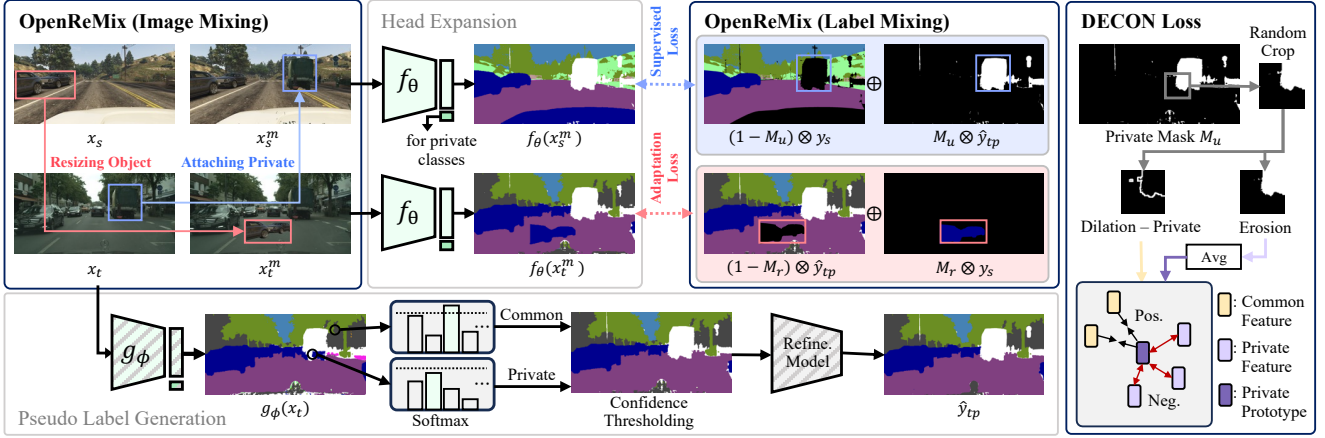 OpenReMix (Image Mixing)
x_s
x_s^m
Resizing Object
Attaching Private
x_t
x_t^m
Head Expansion
f_θ
for private
classes
f_θ(x_s^m)
f_θ
f_θ(x_t^m)
Supervised
Loss
Adaptation
Loss
OpenReMix (Label Mixing)
⊕
(1 − M_u) ⊗ y_s
M_u ⊗ ŷ_tp
⊕
(1 − M_r) ⊗ ŷ_tp
M_r ⊗ y_s
DECON Loss
Random
Crop
Private Mask M_u
Dilation – Private
Erosion
Avg
Pos.
Neg.
: Common
Feature
: Private
Feature
: Private
Prototype
g_ϕ
g_ϕ(x_t)
Common
...
Private
...
Softmax
Confidence
Thresholding
Refine.
Model
ŷ_tp
Pseudo Label Generation